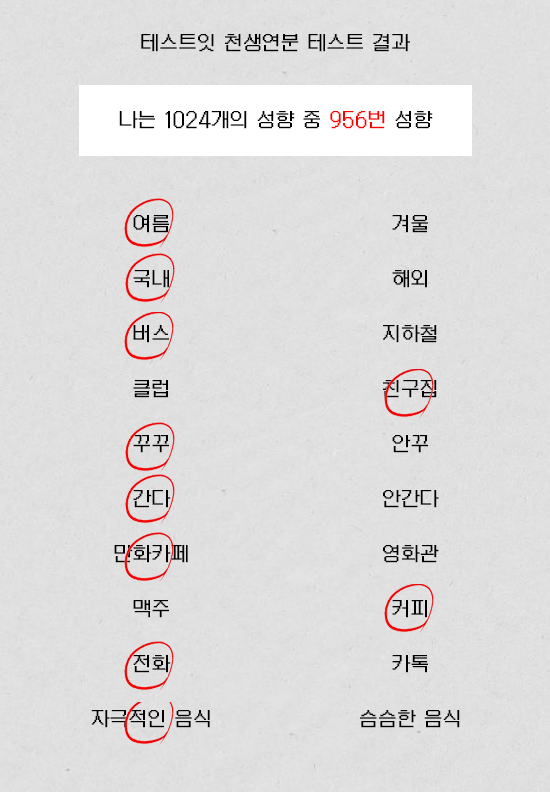 테스트잇 천생연분 테스트 결과
나는 1024개의 성향 중 956번 성향
여름 겨울
국내 해외
버스 지하철
클럽 친구집
꾸꾸 안꾸
간다 안간다
만화카페 영화관
맥주 커피
전화 카톡
자극적인 음식 슴슴한 음식